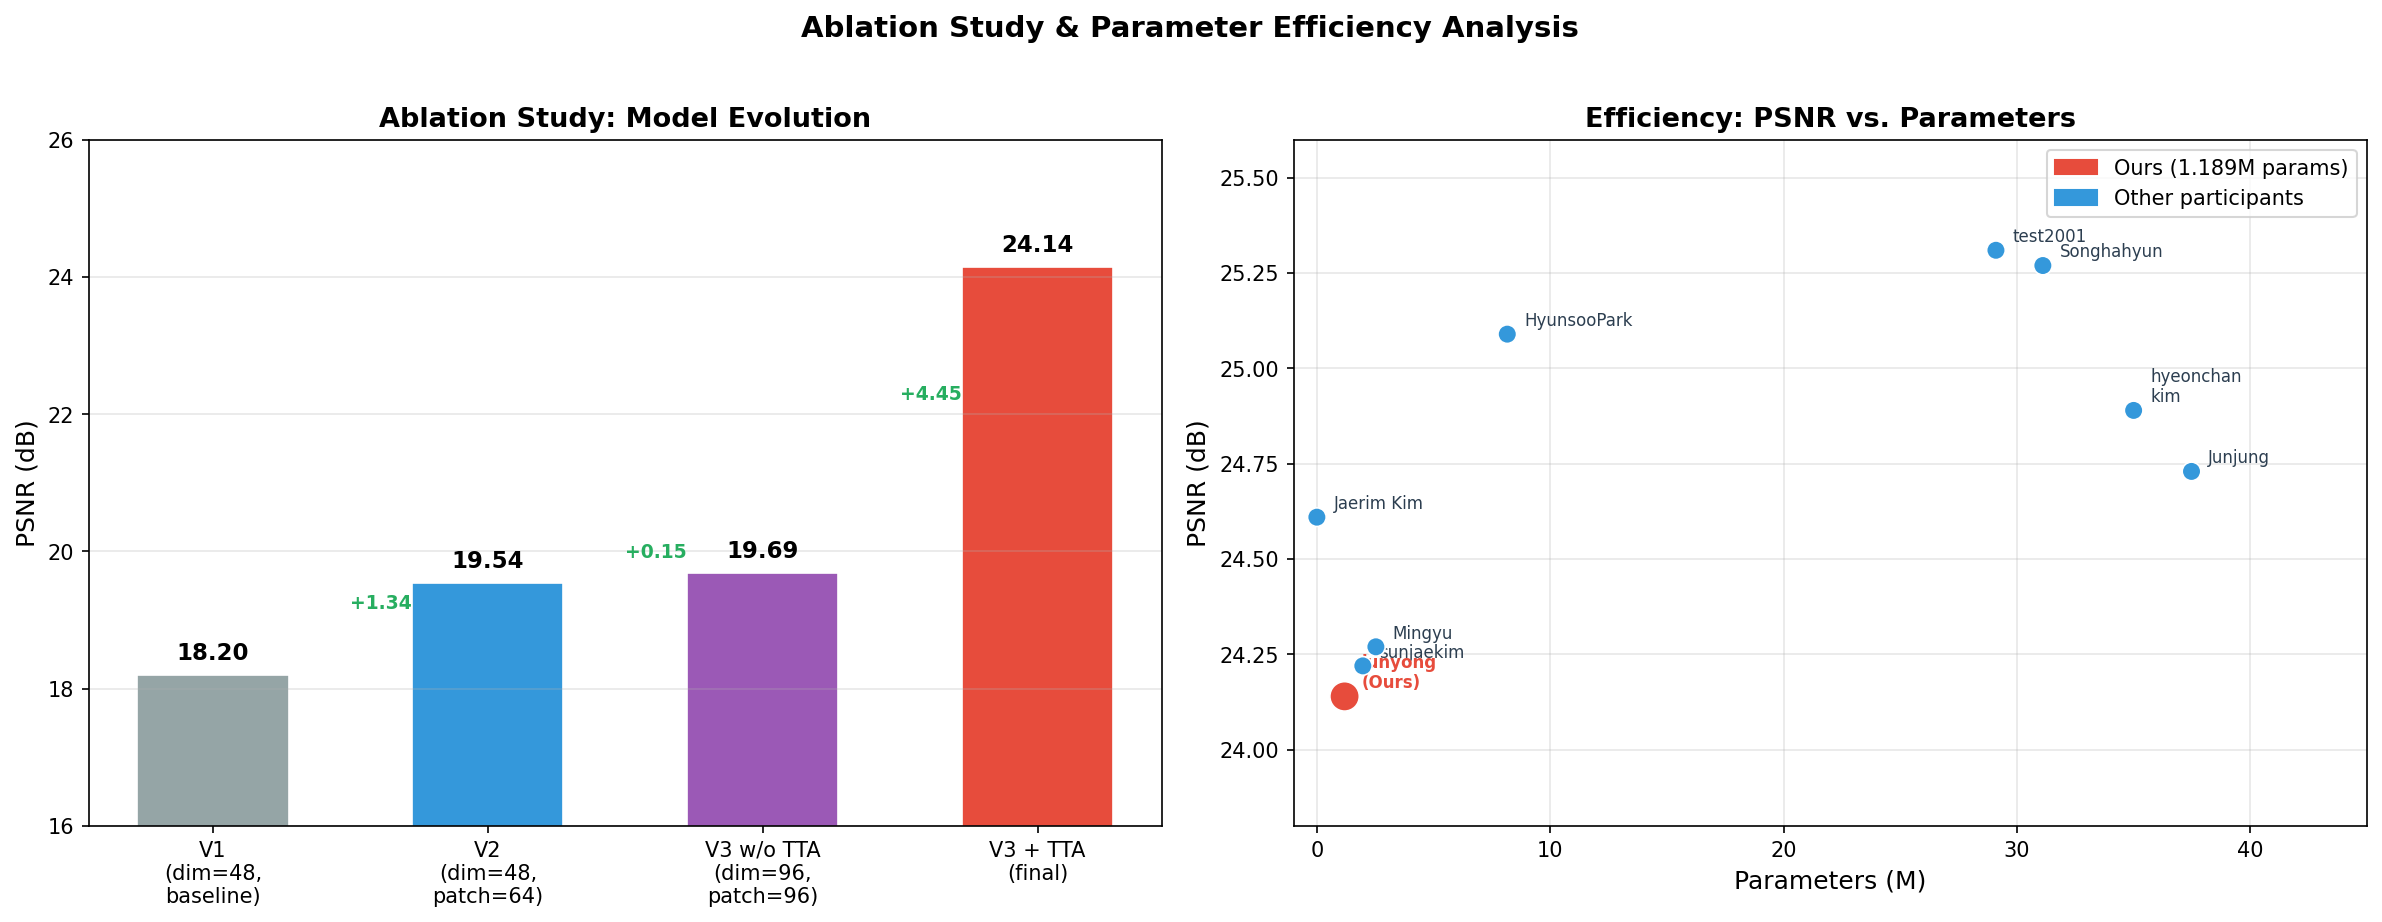 Ablation Study & Parameter Efficiency Analysis
Ablation Study: Model Evolution
PSNR (dB)
26
24
22
20
18
16
18.20
+1.34
19.54
+0.15
19.69
+4.45
24.14
V1
(dim=48,
baseline)
V2
(dim=48,
patch=64)
V3 w/o TTA
(dim=96,
patch=96)
V3 + TTA
(final)
Efficiency: PSNR vs. Parameters
PSNR (dB)
25.50
25.25
25.00
24.75
24.50
24.25
24.00
Ours (1.189M params)
Other participants
test2001
Songhahyun
HyunsooPark
hyeonchan
kim
Junjung
Jaerim Kim
Mingyu
(Ours)
0
10
20
30
40
Parameters (M)